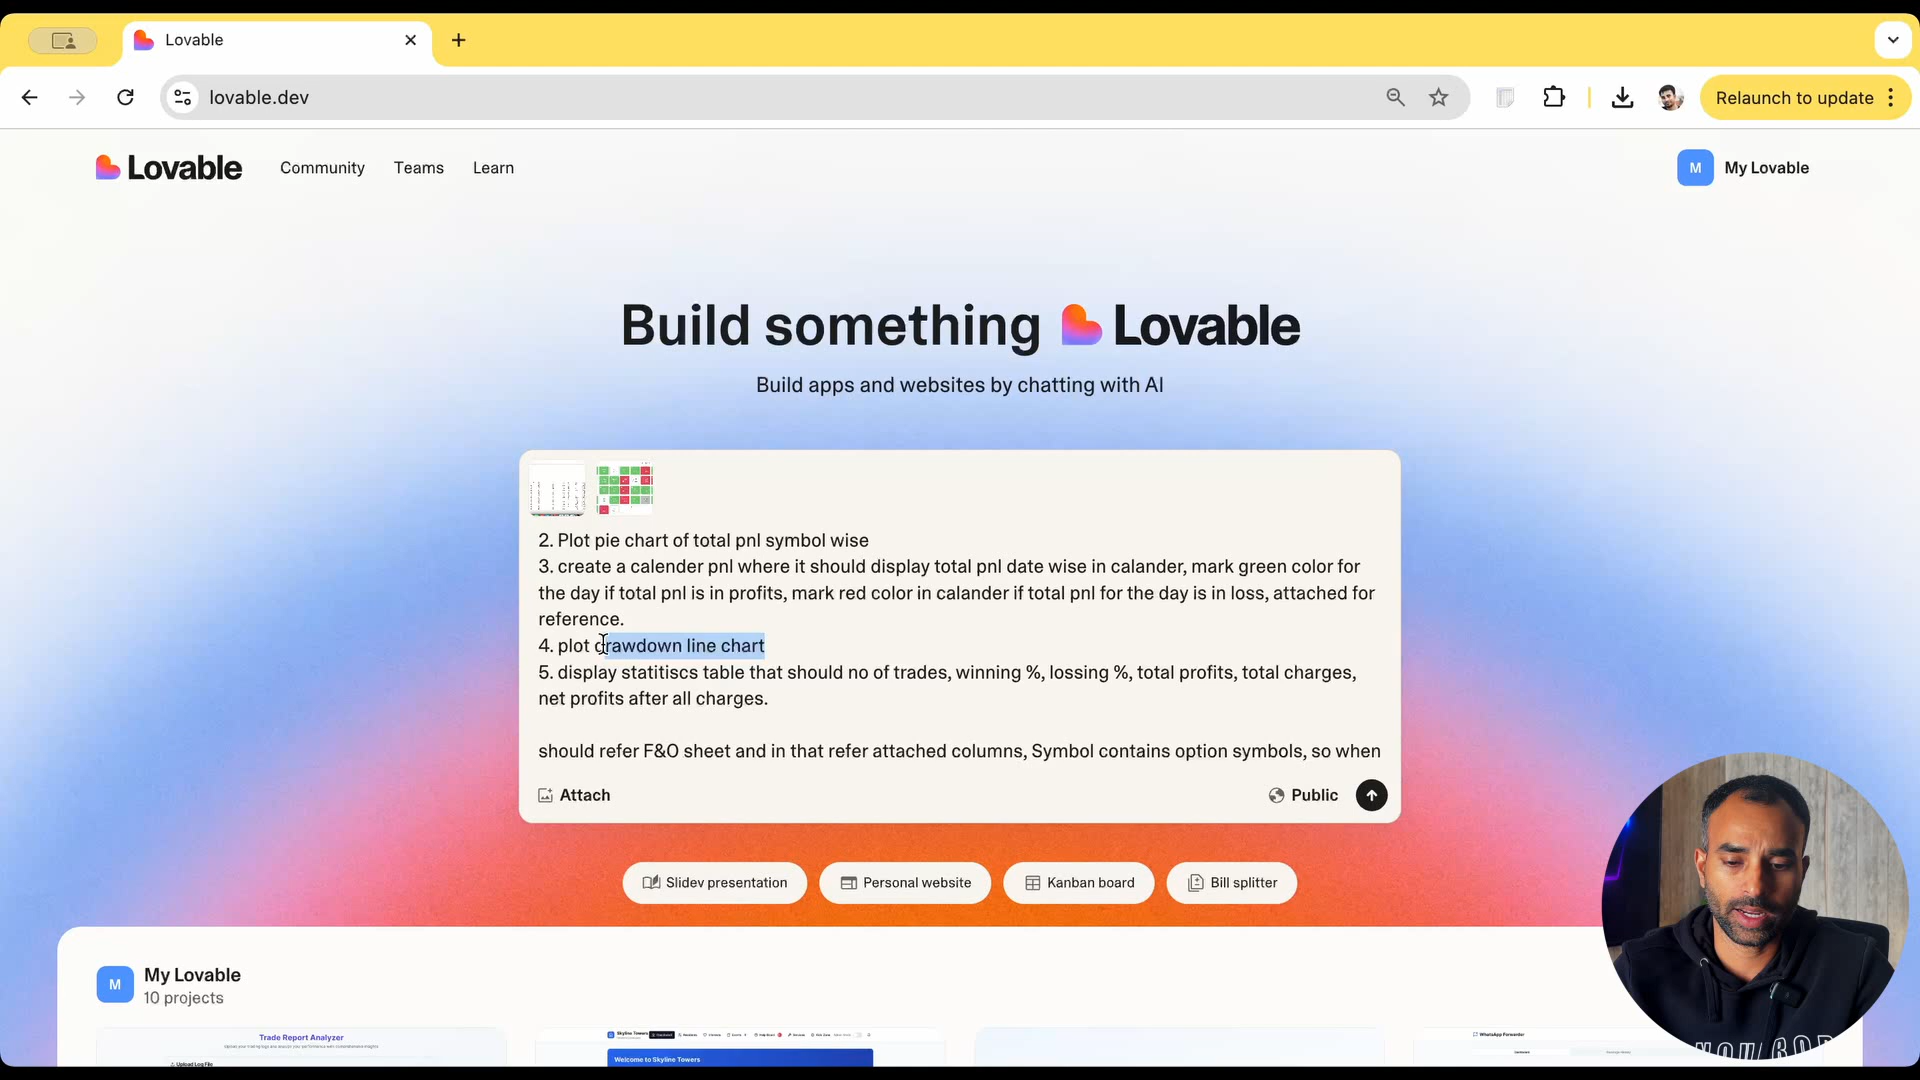 Lovable
lovable.dev
Relaunch to update
Lovable
Community
Teams
Learn
M
My Lovable
Build something Lovable
Build apps and websites by chatting with AI
2. Plot pie chart of total pnl symbol wise
3. create a calender pnl where it should display total pnl date wise in calander, mark green color for
the day if total pnl is in profits, mark red color in calander if total pnl for the day is in loss, attached for
reference.
4. plot drawdown line chart
5. display statitiscs table that should no of trades, winning %, lossing %, total profits, total charges,
net profits after all charges.
should refer F&O sheet and in that refer attached columns, Symbol contains option symbols, so when
Attach
Public
Slidev presentation
Personal website
Kanban board
Bill splitter
M
My Lovable
10 projects
Trade Report Analyzer
Upload Log File
Skyline Towers
Welcome to Skyline Towers
WhatsApp Forwarder